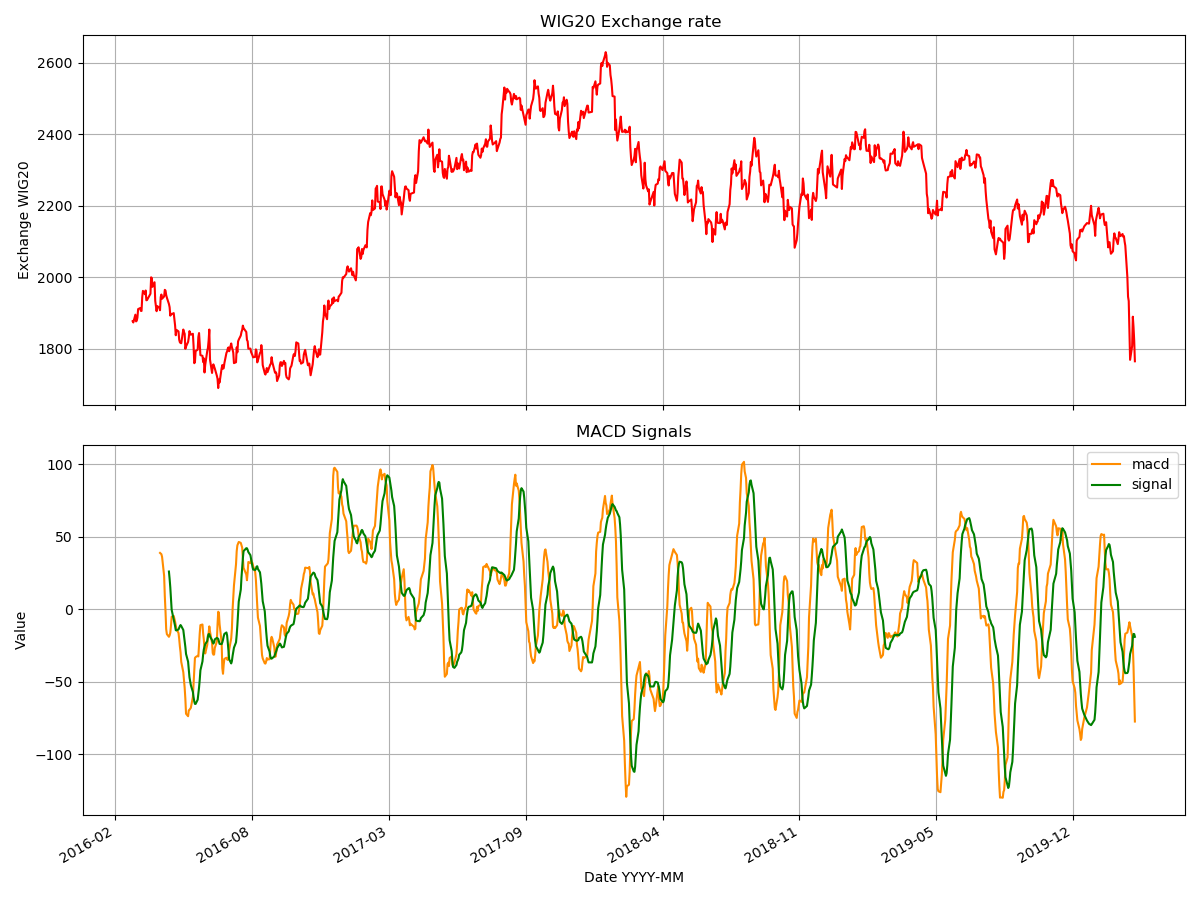 WIG20 Exchange rate
Exchange WIG20
2600
2400
2200
2000
1800
MACD Signals
macd
signal
Value
100
50
0
−50
−100
2016-02
2016-08
2017-03
2017-09
2018-04
2018-11
2019-05
2019-12
Date YYYY-MM